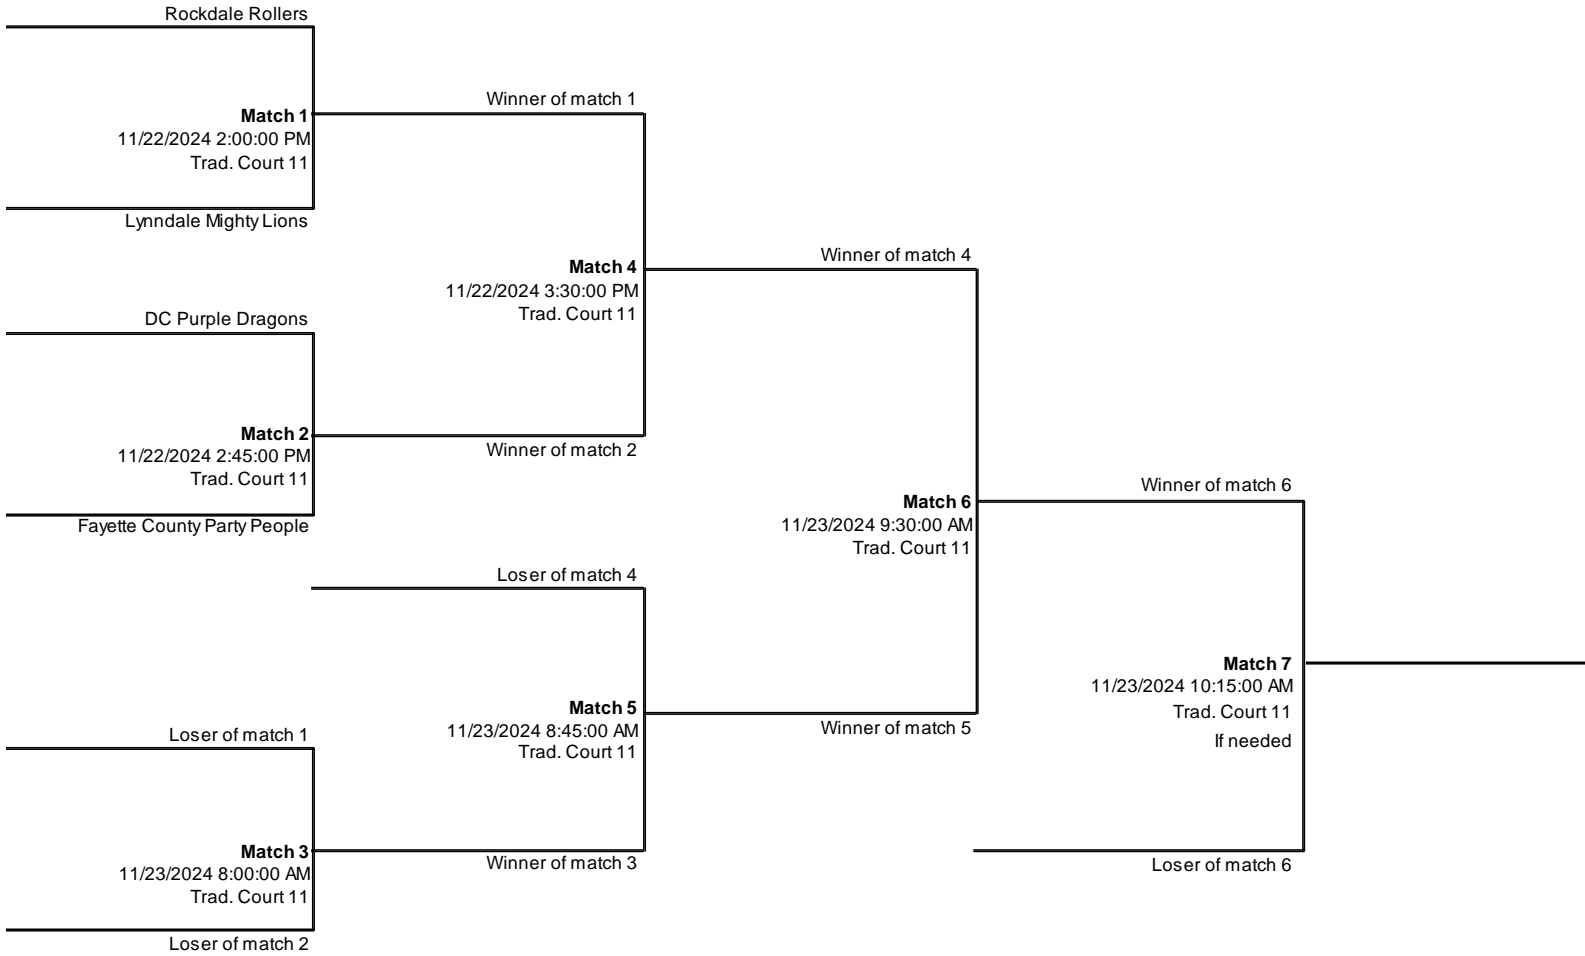 Rockdale Rollers
Winner of match 1
Match 1
11/22/2024 2:00:00 PM
Trad. Court 11
Lynndale Mighty Lions
Winner of match 4
Match 4
11/22/2024 3:30:00 PM
Trad. Court 11
DC Purple Dragons
Match 2
11/22/2024 2:45:00 PM
Trad. Court 11
Winner of match 2
Fayette County Party People
Winner of match 6
Match 6
11/23/2024 9:30:00 AM
Trad. Court 11
Loser of match 4
Match 7
11/23/2024 10:15:00 AM
Trad. Court 11
If needed
Match 5
11/23/2024 8:45:00 AM
Trad. Court 11
Winner of match 5
Loser of match 1
Match 3
11/23/2024 8:00:00 AM
Trad. Court 11
Winner of match 3
Loser of match 6
Loser of match 2